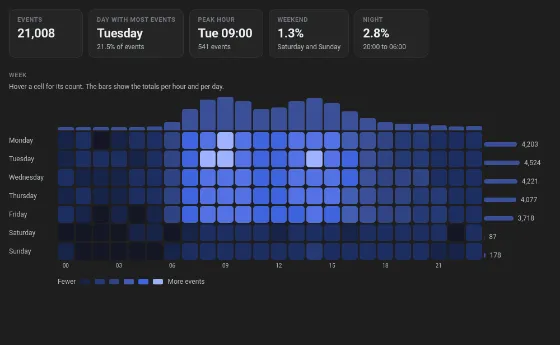 EVENTS
21,008
DAY WITH MOST EVENTS
Tuesday
21.5% of events
PEAK HOUR
Tue 09:00
541 events
WEEKEND
1.3%
Saturday and Sunday
NIGHT
2.8%
20:00 to 06:00
WEEK
Hover a cell for its count. The bars show the totals per hour and per day.
Monday 4,203
Tuesday 4,524
Wednesday 4,221
Thursday 4,077
Friday 3,718
Saturday 87
Sunday 178
00 03 06 09 12 15 18 21
Fewer More events